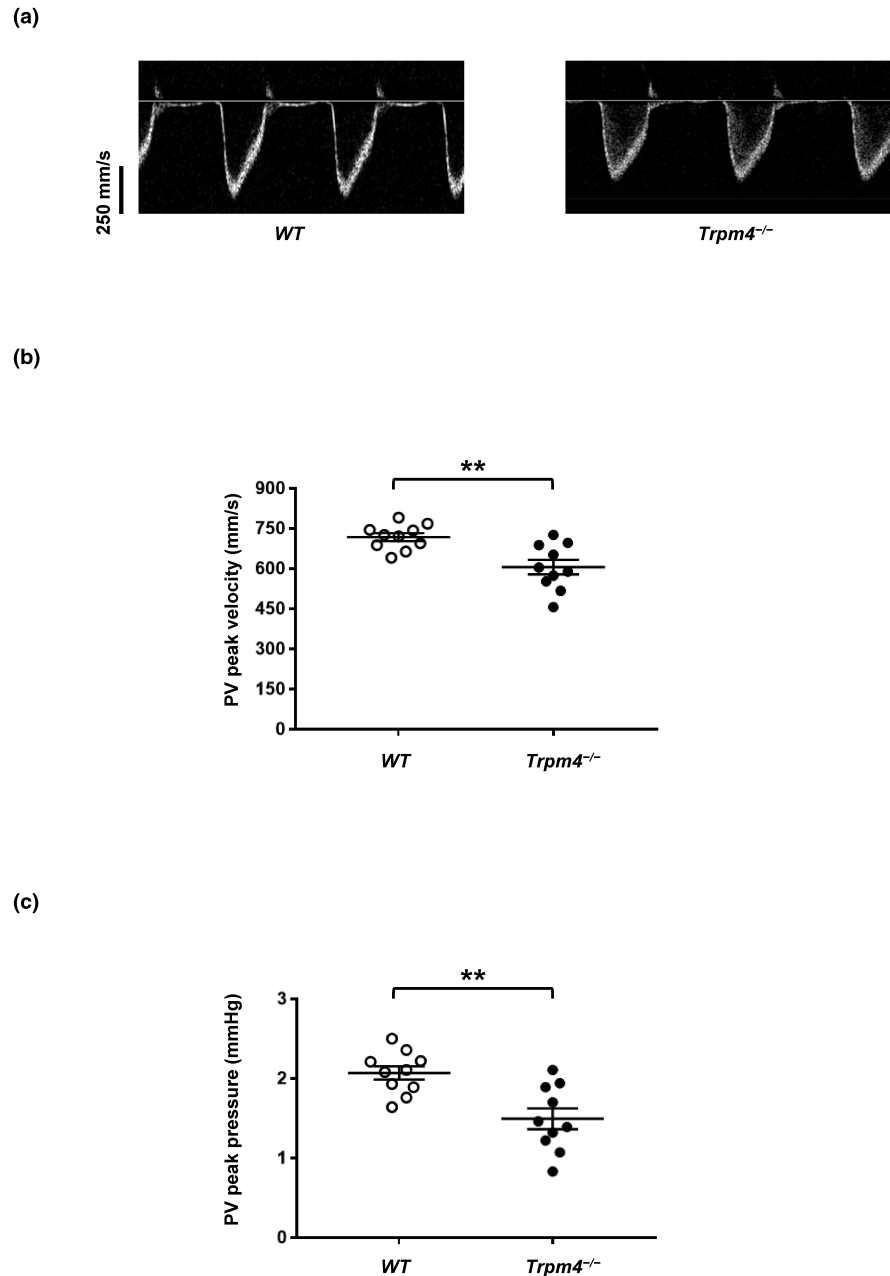 (a)
250 mm/s
WT
Trpm4⁻/⁻
(b)
**
900
750
600
450
300
150
0
PV peak velocity (mm/s)
WT
Trpm4⁻/⁻
(c)
**
3
2
1
0
PV peak pressure (mmHg)
WT
Trpm4⁻/⁻